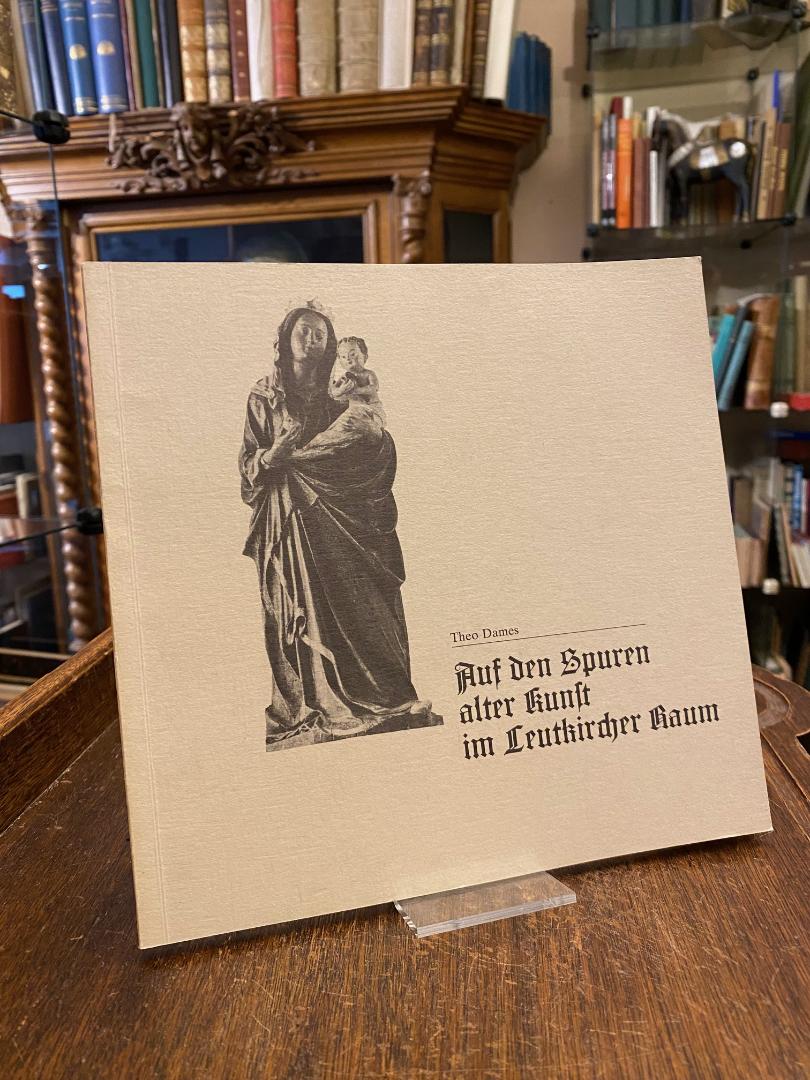 Theo Dames
Auf den Spuren
alter Kunſt
im Leutkircher Raum